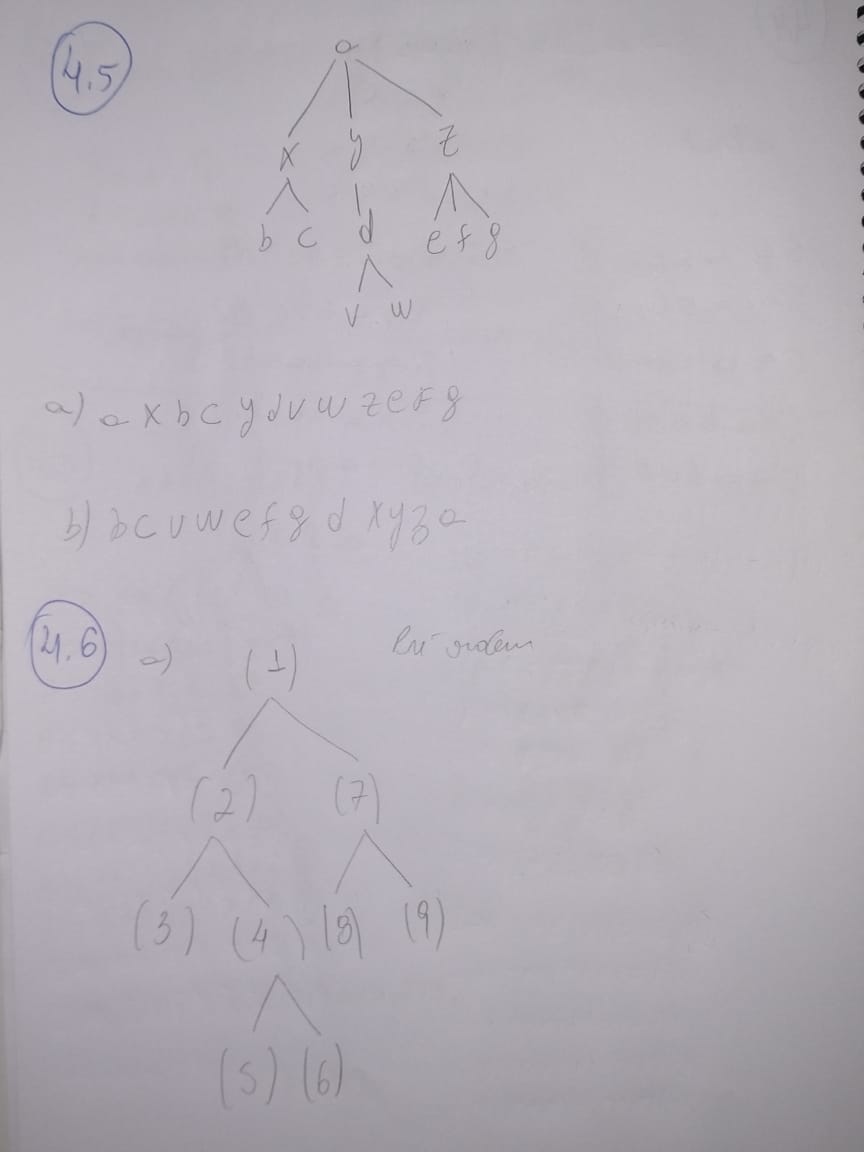 4.5
a
x y z
b c d e f g
v w
a) a x b c y d v w z e f g
b) b c v w e f g d x y z a
4.6 a) (1) Pré-ordem
(2) (7)
(3) (4) (8) (9)
(5) (6)